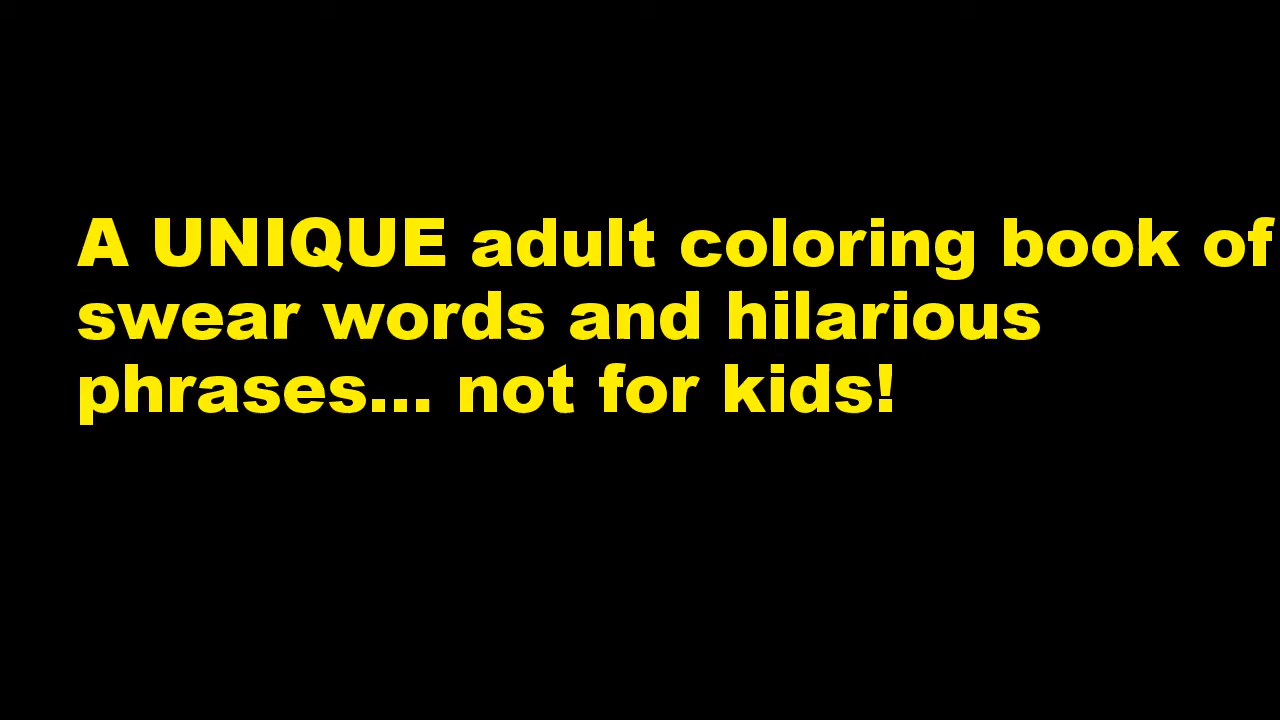 A UNIQUE adult coloring book of
swear words and hilarious
phrases... not for kids!